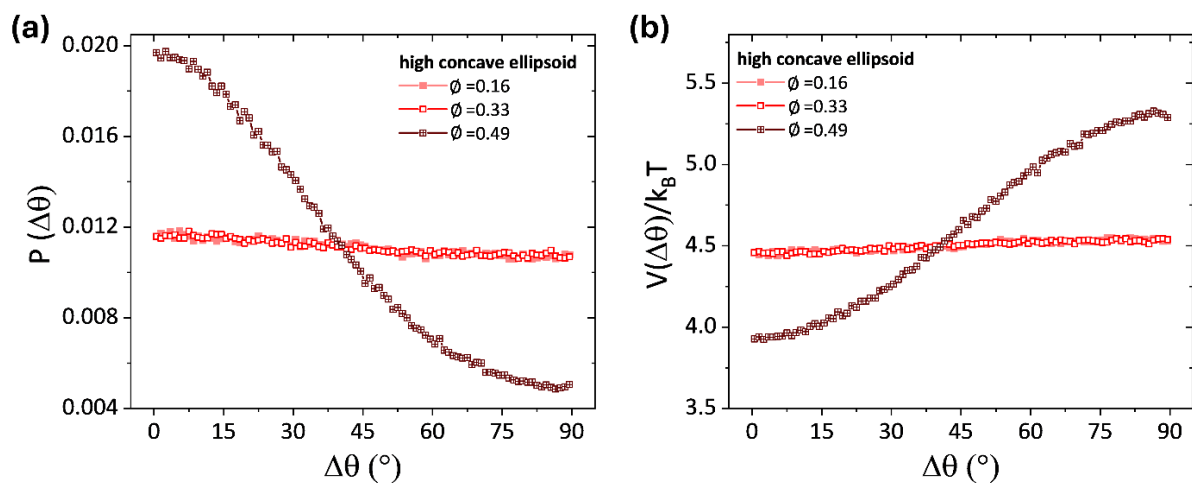 (a)
0.020
0.016
0.012
0.008
0.004
P (Δθ)
high concave ellipsoid
Ø =0.16
Ø =0.33
Ø =0.49
0 15 30 45 60 75 90
Δθ (°)
(b)
5.5
5.0
4.5
4.0
3.5
V(Δθ)/k_BT
high concave ellipsoid
Ø =0.16
Ø =0.33
Ø =0.49
0 15 30 45 60 75 90
Δθ (°)